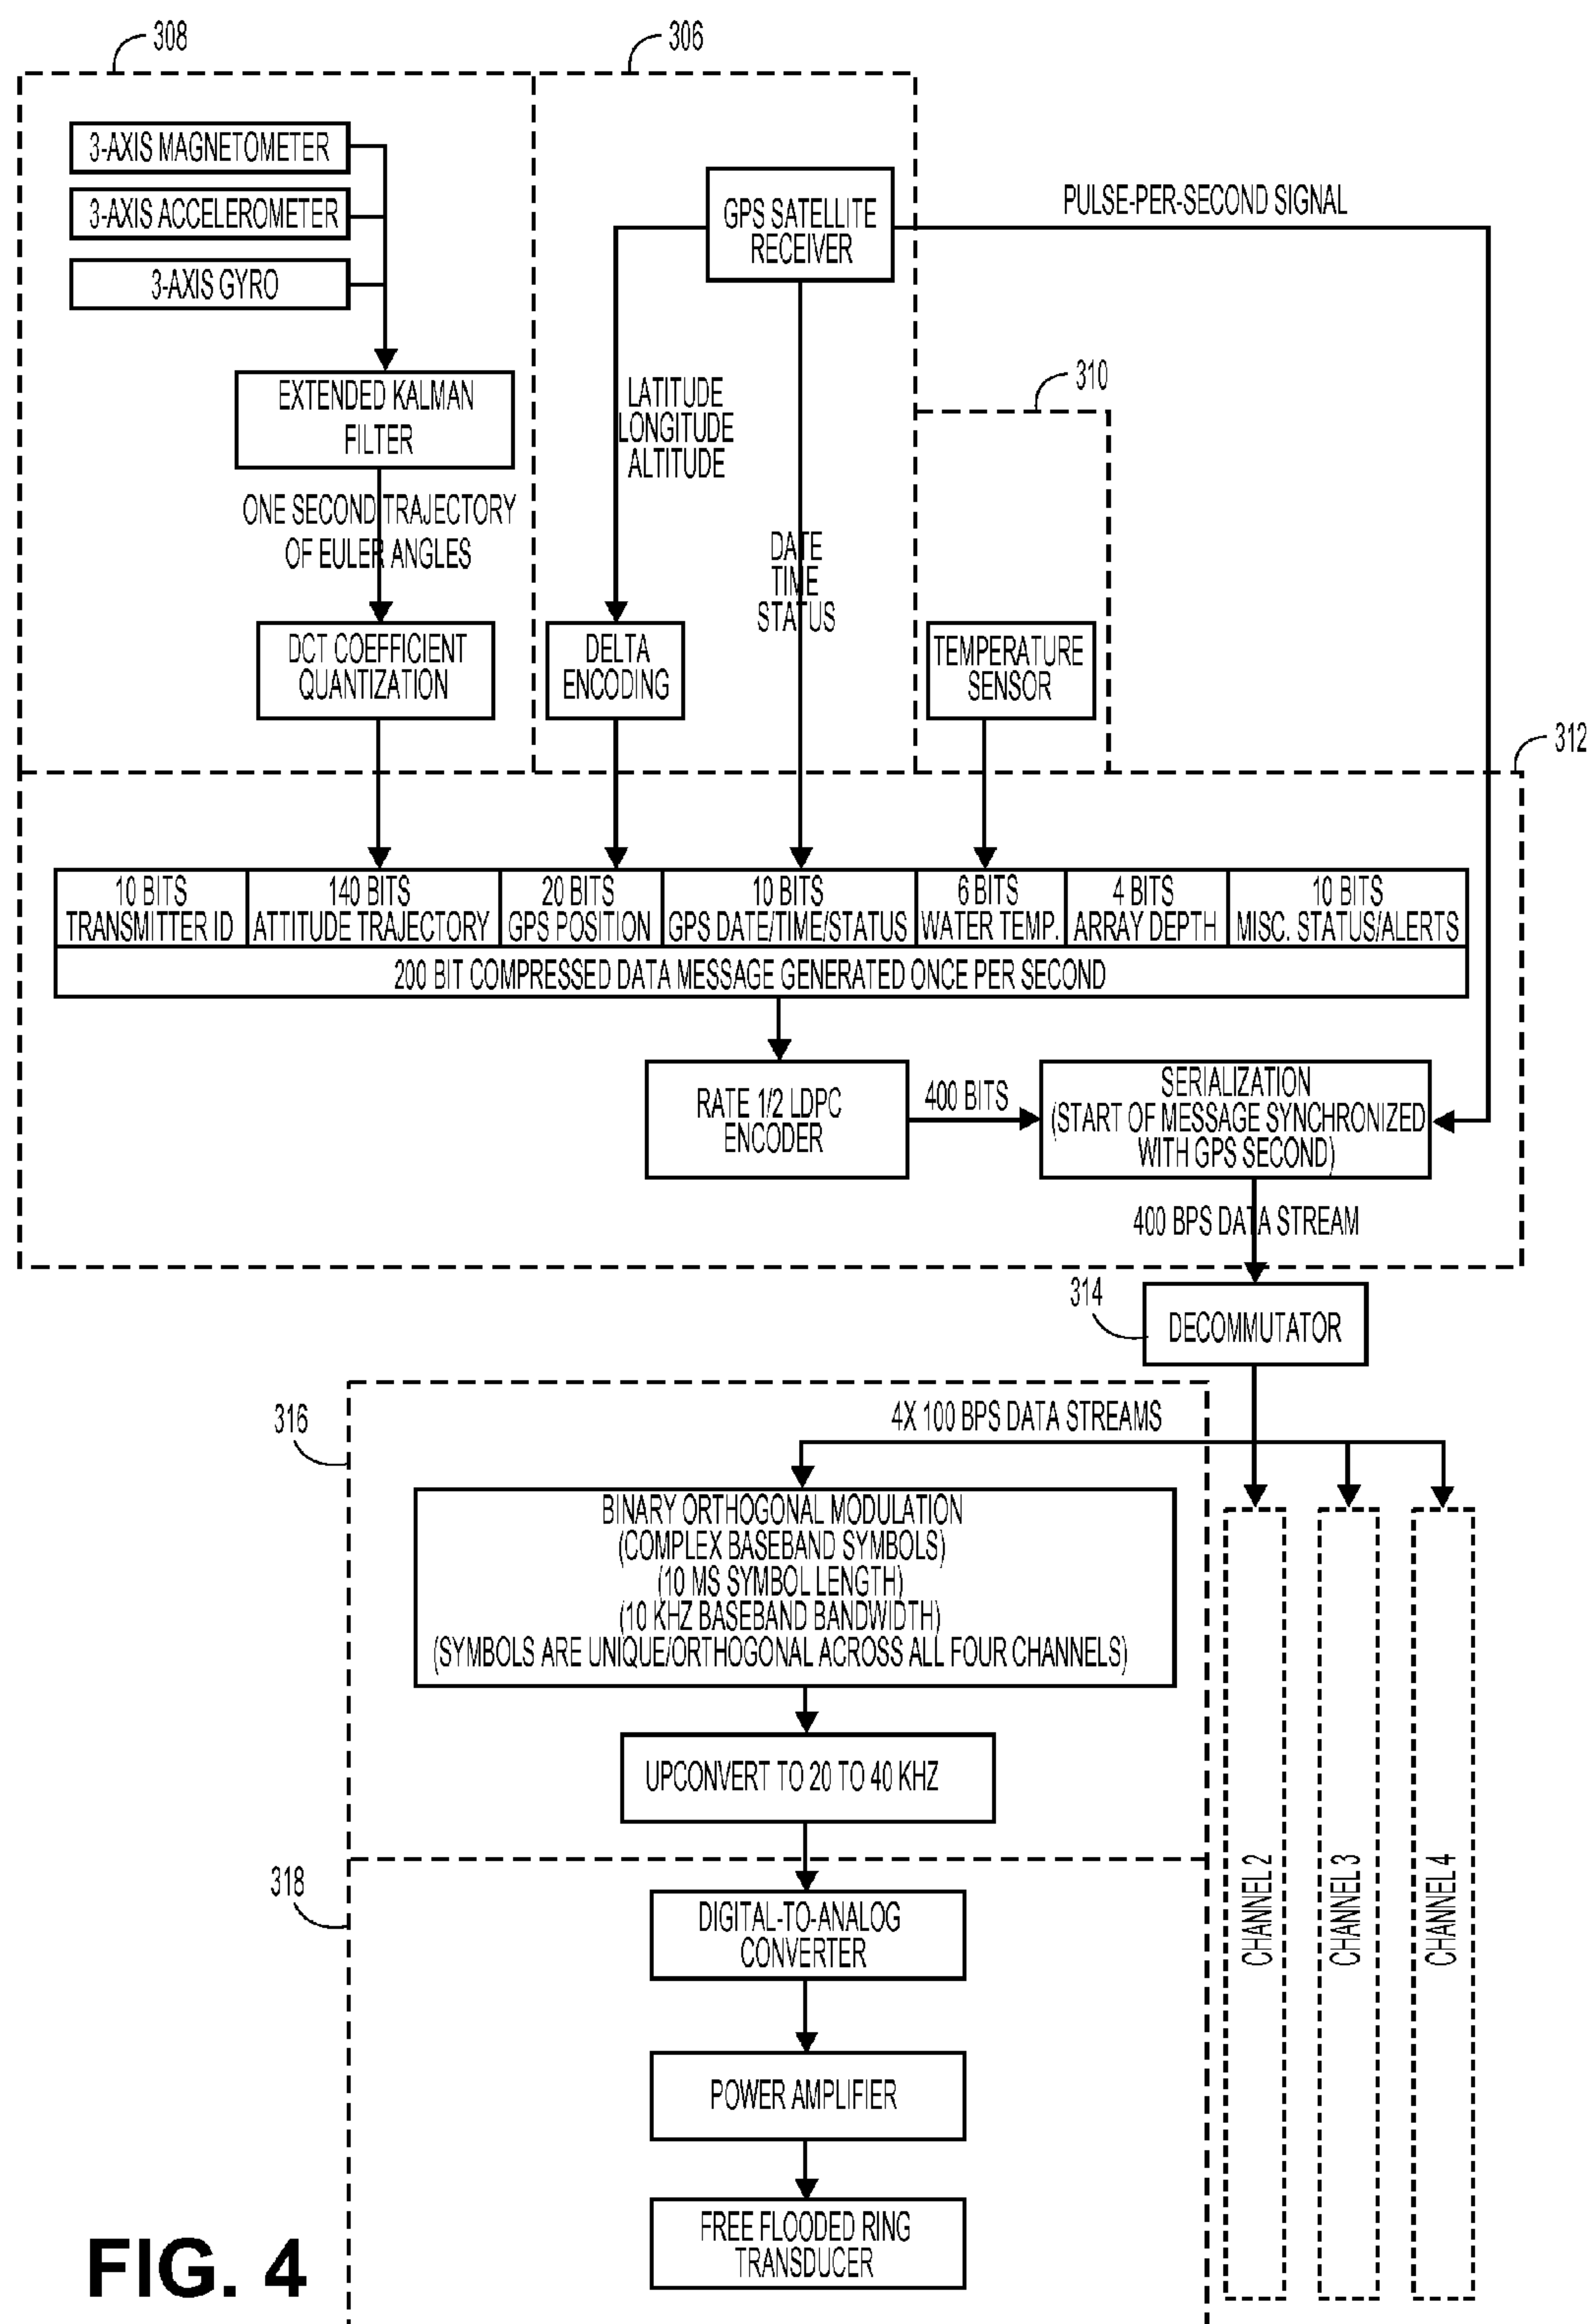 308
306
3-AXIS MAGNETOMETER
3-AXIS ACCELEROMETER
3-AXIS GYRO
GPS SATELLITE
RECEIVER
PULSE-PER-SECOND SIGNAL
EXTENDED KALMAN
FILTER
LATITUDE
LONGITUDE
ALTITUDE
310
ONE SECOND TRAJECTORY
OF EULER ANGLES
DATE
TIME
STATUS
DCT COEFFICIENT
QUANTIZATION
DELTA
ENCODING
TEMPERATURE
SENSOR
312
10 BITS
TRANSMITTER ID
140 BITS
ATTITUDE TRAJECTORY
20 BITS
GPS POSITION
10 BITS
GPS DATE/TIME/STATUS
6 BITS
WATER TEMP.
4 BITS
ARRAY DEPTH
10 BITS
MISC. STATUS/ALERTS
200 BIT COMPRESSED DATA MESSAGE GENERATED ONCE PER SECOND
RATE 1/2 LDPC
ENCODER
400 BITS
SERIALIZATION
(START OF MESSAGE SYNCHRONIZED
WITH GPS SECOND)
400 BPS DATA STREAM
314
DECOMMUTATOR
316
4X 100 BPS DATA STREAMS
BINARY ORTHOGONAL MODULATION
(COMPLEX BASEBAND SYMBOLS)
(10 MS SYMBOL LENGTH)
(10 KHZ BASEBAND BANDWIDTH)
(SYMBOLS ARE UNIQUE/ORTHOGONAL ACROSS ALL FOUR CHANNELS)
UPCONVERT TO 20 TO 40 KHZ
318
DIGITAL-TO-ANALOG
CONVERTER
CHANNEL 2
CHANNEL 3
CHANNEL 4
POWER AMPLIFIER
FREE FLOODED RING
TRANSDUCER
FIG. 4